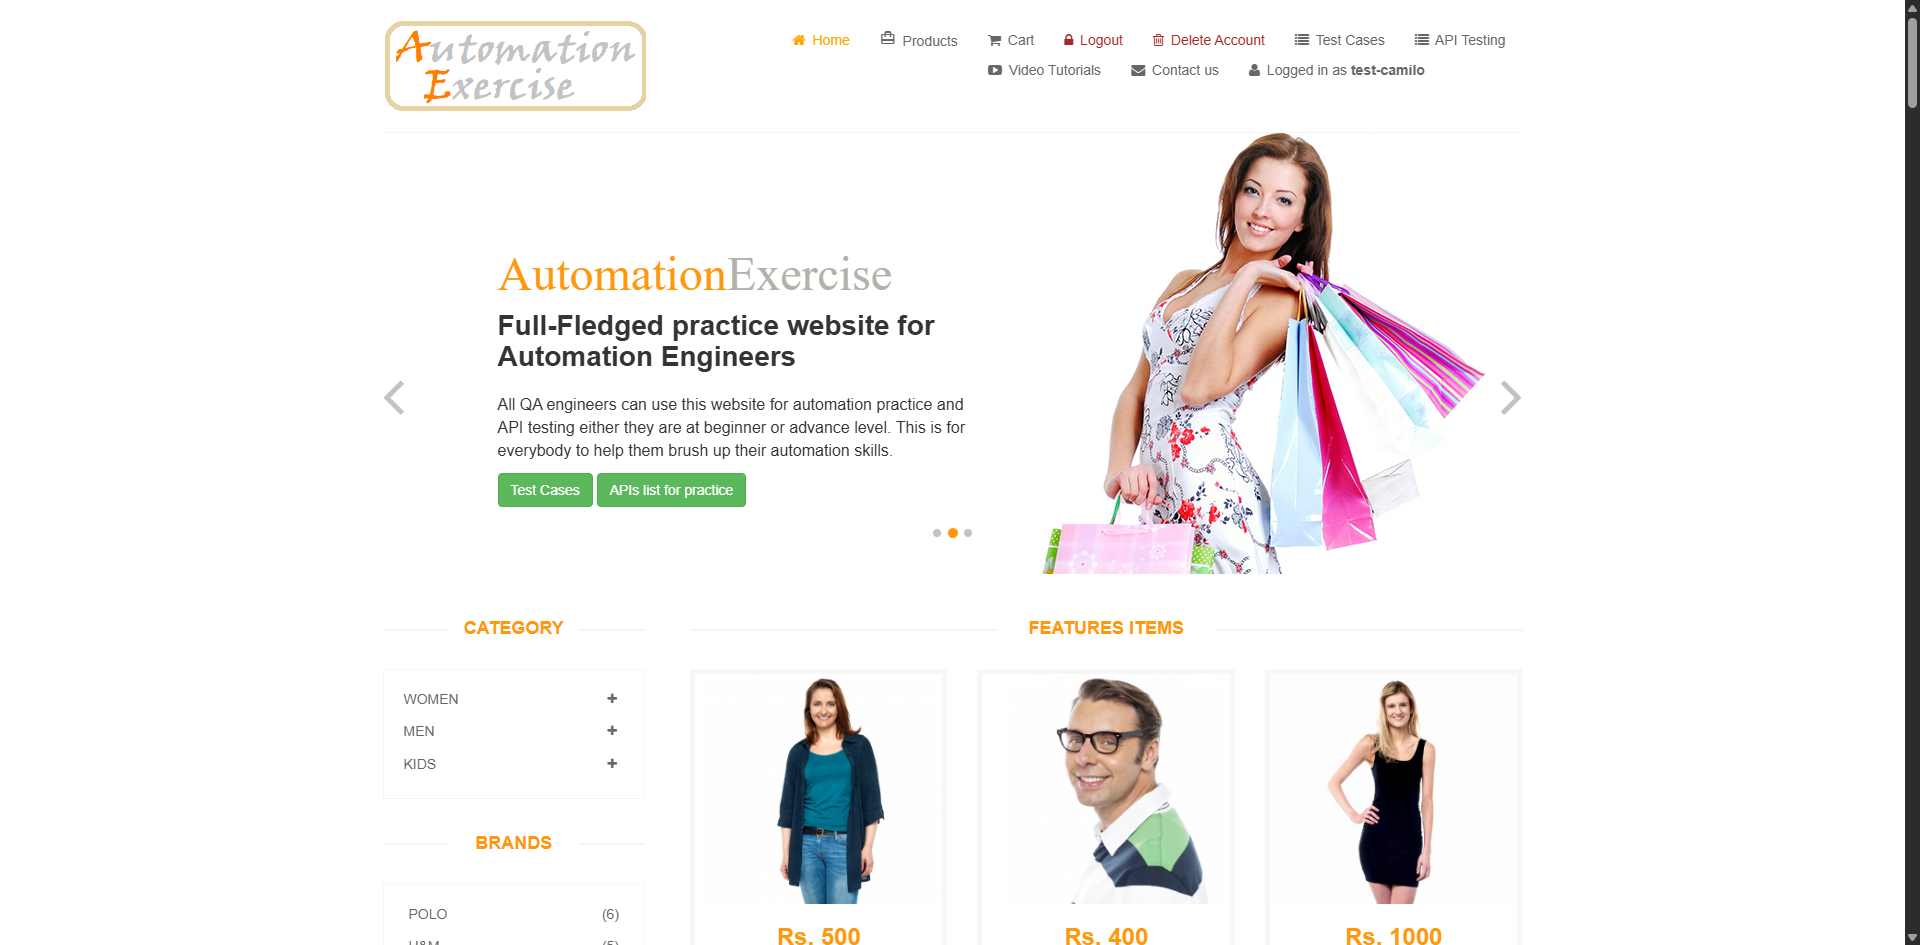 Automation
Exercise
Home Products Cart Logout Delete Account Test Cases API Testing
Video Tutorials Contact us Logged in as test-camilo
AutomationExercise
Full-Fledged practice website for
Automation Engineers
All QA engineers can use this website for automation practice and
API testing either they are at beginner or advance level. This is for
everybody to help them brush up their automation skills.
Test Cases APIs list for practice
CATEGORY
WOMEN
MEN
KIDS
BRANDS
POLO (6)
H&M (5)
FEATURES ITEMS
Rs. 500 Rs. 400 Rs. 1000